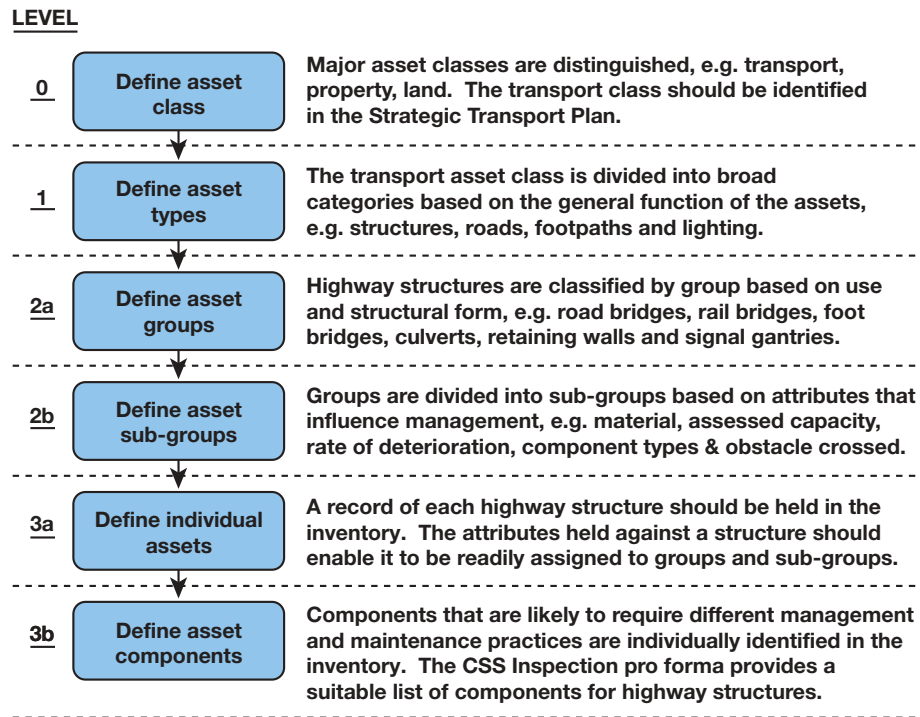 LEVEL
0
Define asset
class
Major asset classes are distinguished, e.g. transport,
property, land. The transport class should be identified
in the Strategic Transport Plan.
1
Define asset
types
The transport asset class is divided into broad
categories based on the general function of the assets,
e.g. structures, roads, footpaths and lighting.
2a
Define asset
groups
Highway structures are classified by group based on use
and structural form, e.g. road bridges, rail bridges, foot
bridges, culverts, retaining walls and signal gantries.
2b
Define asset
sub-groups
Groups are divided into sub-groups based on attributes that
influence management, e.g. material, assessed capacity,
rate of deterioration, component types & obstacle crossed.
3a
Define individual
assets
A record of each highway structure should be held in the
inventory. The attributes held against a structure should
enable it to be readily assigned to groups and sub-groups.
3b
Define asset
components
Components that are likely to require different management
and maintenance practices are individually identified in the
inventory. The CSS Inspection pro forma provides a
suitable list of components for highway structures.